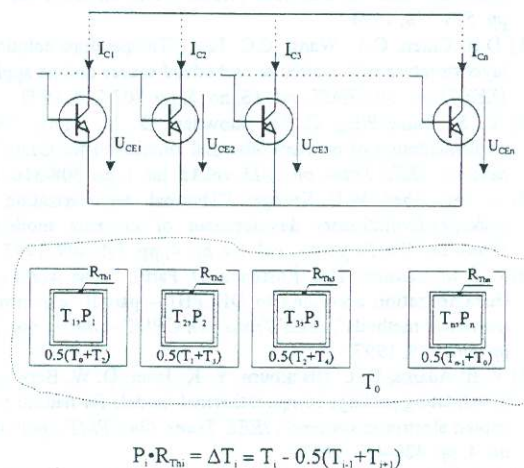 I_C1 I_C2 I_C3 I_Cn
U_CE1 U_CE2 U_CE3 U_CEn
R_Th1 R_Th2 R_Th3 R_Thn
T_1,P_1 T_2,P_2 T_3,P_3 T_n,P_n
0.5(T_0+T_2) 0.5(T_1+T_3) 0.5(T_2+T_4) 0.5(T_n-1+T_0)
T_0
P_i•R_Thi = ΔT_i = T_i - 0.5(T_i-1+T_i+1)